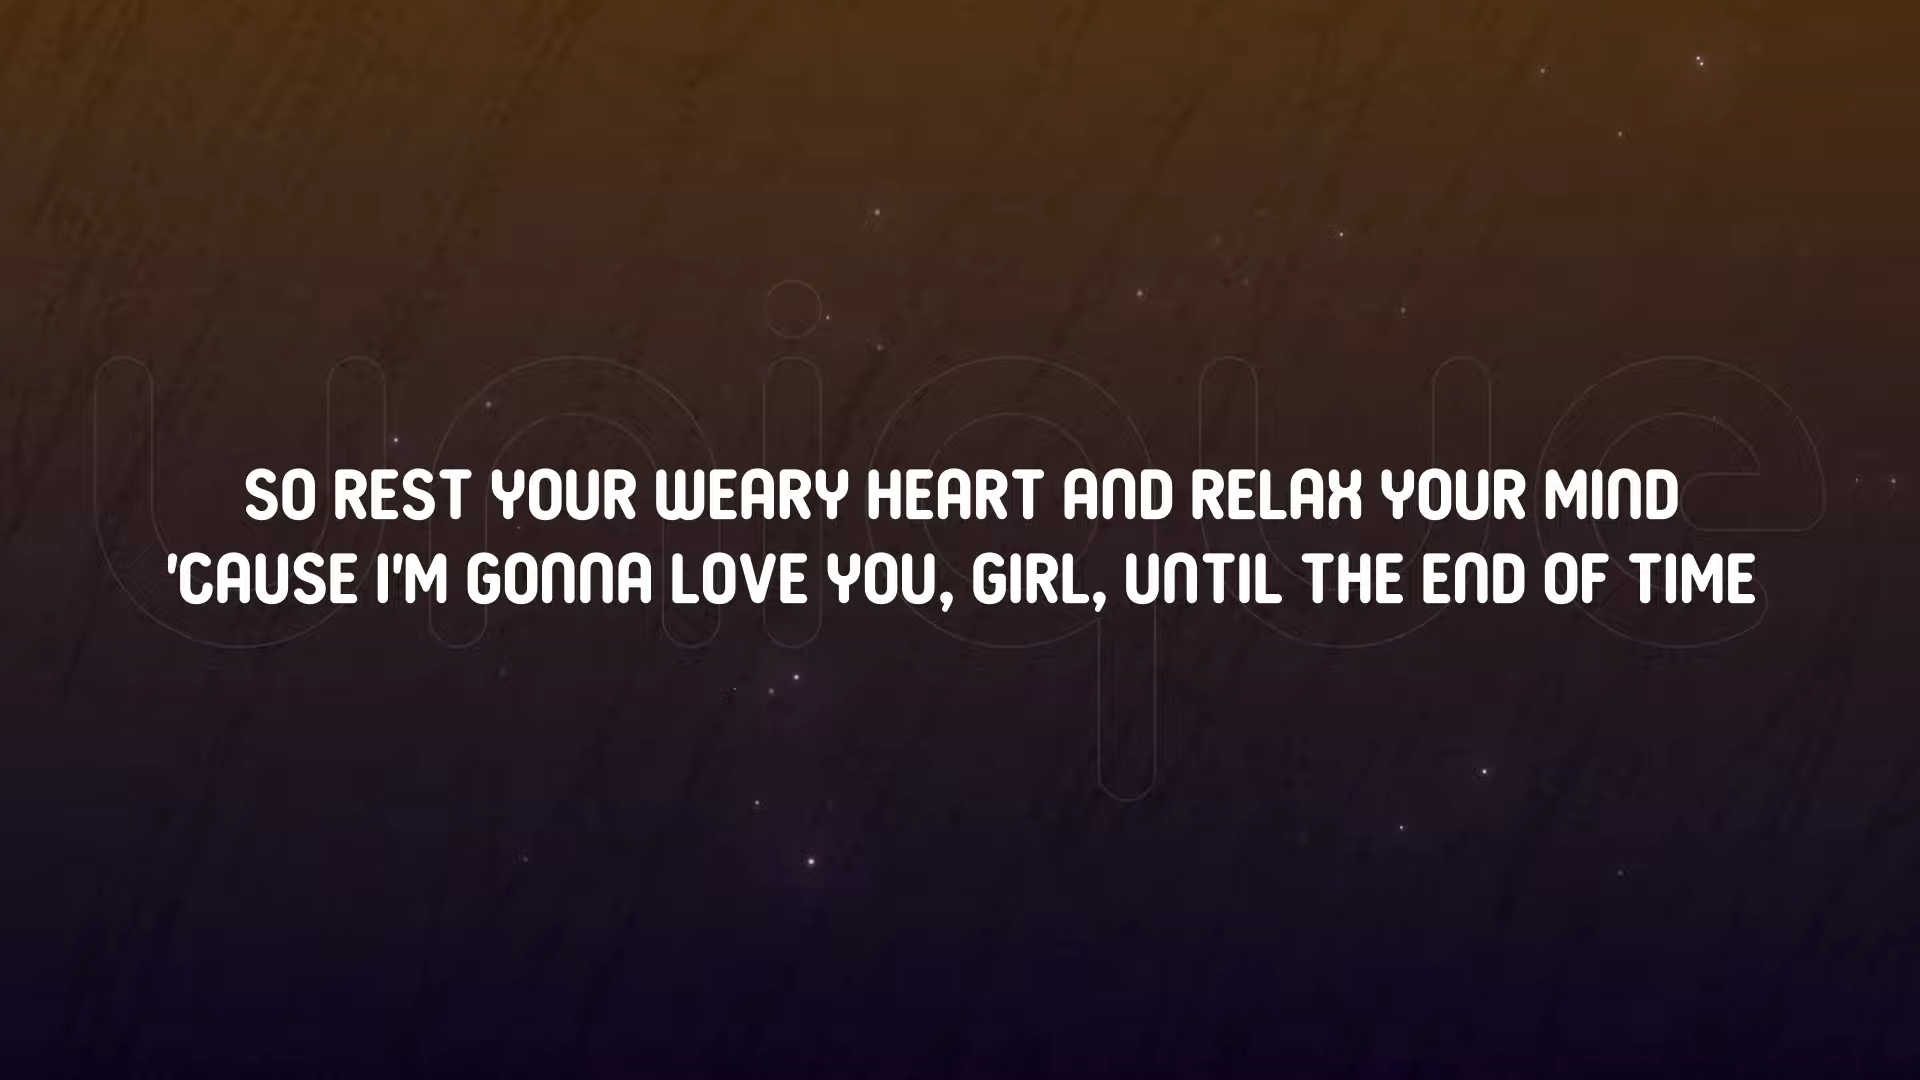 unique
SO REST YOUR WEARY HEART AND RELAX YOUR MIND
'CAUSE I'M GONNA LOVE YOU, GIRL, UNTIL THE END OF TIME